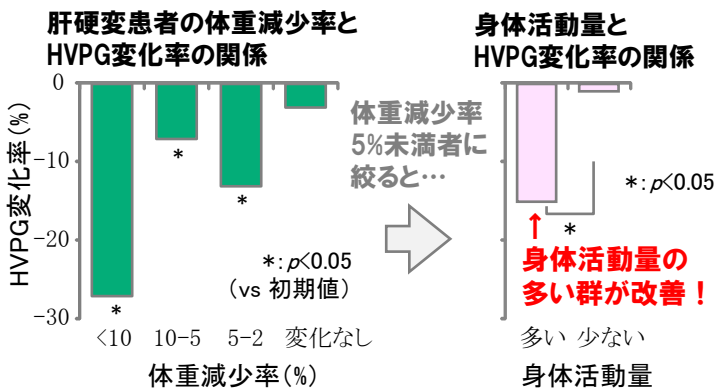 肝硬変患者の体重減少率と
HVPG変化率の関係
HVPG変化率(%)
0
-10
-20
-30
*
*
*
*:p<0.05
(vs 初期値)
<10 10-5 5-2 変化なし
体重減少率(%)
体重減少率
5%未満者に
絞ると…
身体活動量と
HVPG変化率の関係
0
*:p<0.05
*
↑
身体活動量の
多い群が改善！
多い 少ない
身体活動量